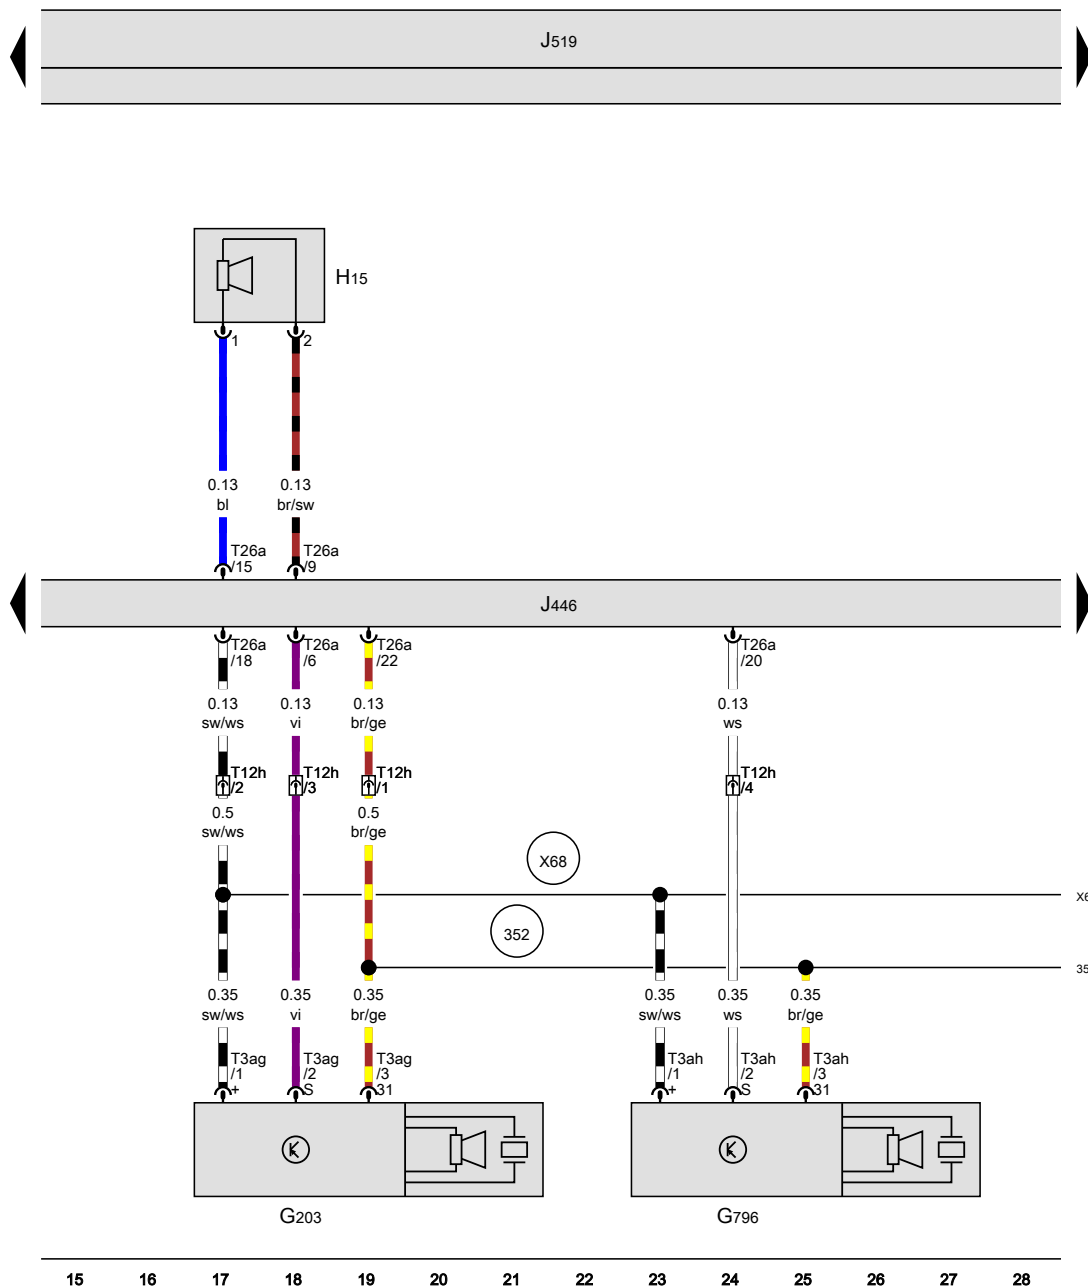 J519
H15
1 2
0.13 0.13
bl br/sw
T26a T26a
/15 /9
J446
T26a T26a T26a T26a
/18 /6 /22 /20
0.13 0.13 0.13 0.13
sw/ws vi br/ge ws
T12h T12h T12h T12h
/2 /3 /1 /4
0.5 0.5
sw/ws br/ge
X68
X6
352
35
0.35 0.35 0.35 0.35 0.35 0.35
sw/ws vi br/ge sw/ws ws br/ge
T3ag T3ag T3ag T3ah T3ah T3ah
/1 /2 /3 /1 /2 /3
+ S 31 + S 31
G203 G796
15 16 17 18 19 20 21 22 23 24 25 26 27 28